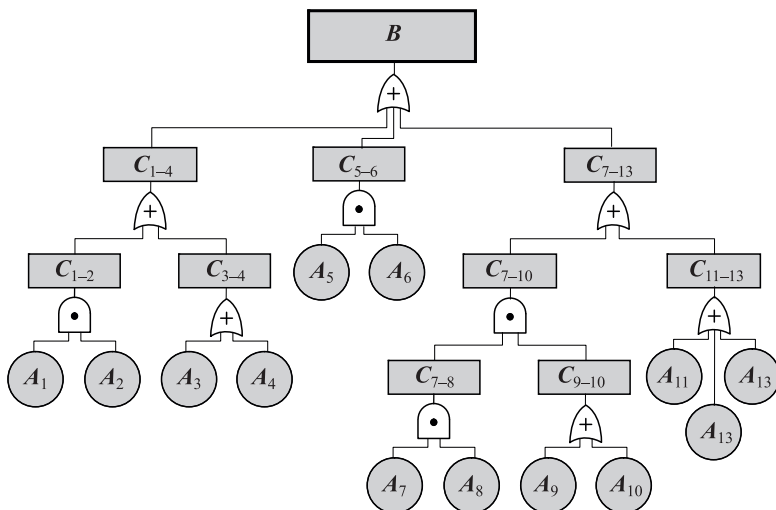 B
+
C1–4
C5–6
C7–13
+
+
C1–2
C3–4
A5
A6
C7–10
C11–13
+
+
A1
A2
A3
A4
C7–8
C9–10
A11
A13
A13
+
A7
A8
A9
A10